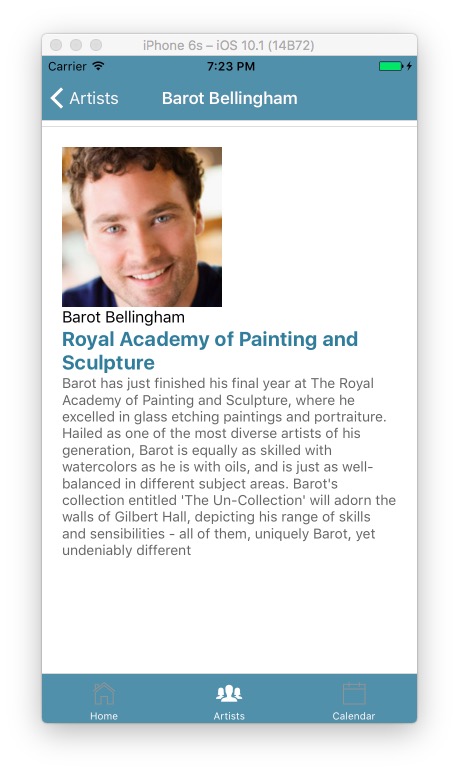 iPhone 6s – iOS 10.1 (14B72)
Carrier 7:23 PM
Artists Barot Bellingham
Barot Bellingham
Royal Academy of Painting and
Sculpture
Barot has just finished his final year at The Royal
Academy of Painting and Sculpture, where he
excelled in glass etching paintings and portraiture.
Hailed as one of the most diverse artists of his
generation, Barot is equally as skilled with
watercolors as he is with oils, and is just as well-
balanced in different subject areas. Barot's
collection entitled 'The Un-Collection' will adorn the
walls of Gilbert Hall, depicting his range of skills
and sensibilities - all of them, uniquely Barot, yet
undeniably different
Home Artists Calendar